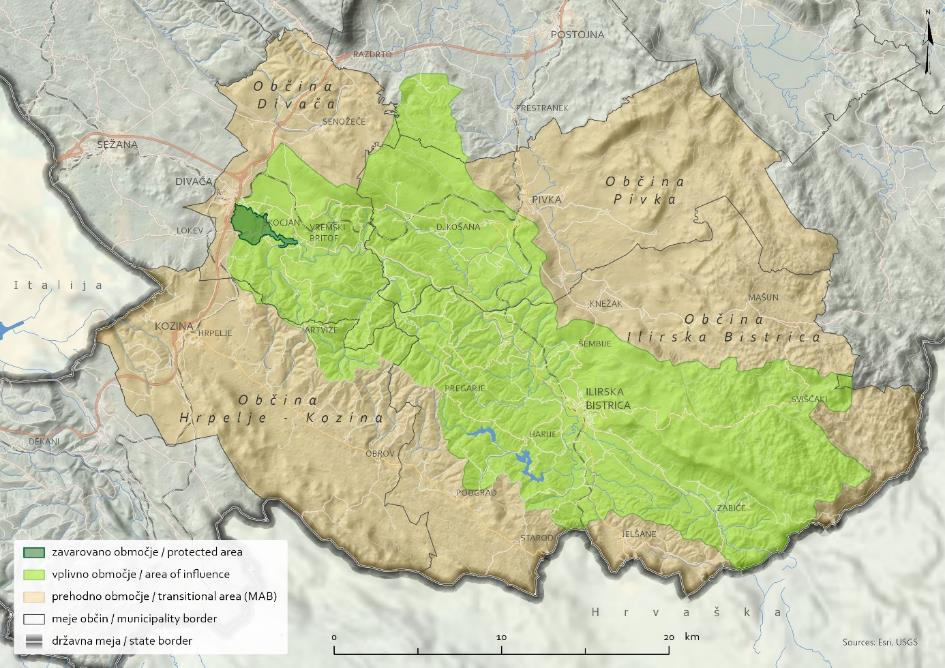 N
POSTOJNA
RAZDRTO
Občina
Divača
PRESTRANEK
SENOŽEČE
SEŽANA
DIVAČA
Občina
Pivka
PIVKA
KOCJAN
VREMSKI
BRITOF
D. KOŠANA
LOKEV
Italija
MAŠUN
KNEŽAK
Občina
Ilirska Bistrica
KOZINA
HRPELJE
ARTVIŽE
ŠEMBIJE
PREGARJE
ILIRSKA
BISTRICA
SVIŠČAKI
Občina
Hrpelje - Kozina
DEKANI
HARIJE
OBROV
PODGRAD
ZABIČE
STAROD
JELŠANE
zavarovano območje / protected area
vplivno območje / area of influence
prehodno območje / transitional area (MAB)
meje občin / municipality border
državna meja / state border
Hrvaška
0 10 20 km
Sources: Esri, USGS